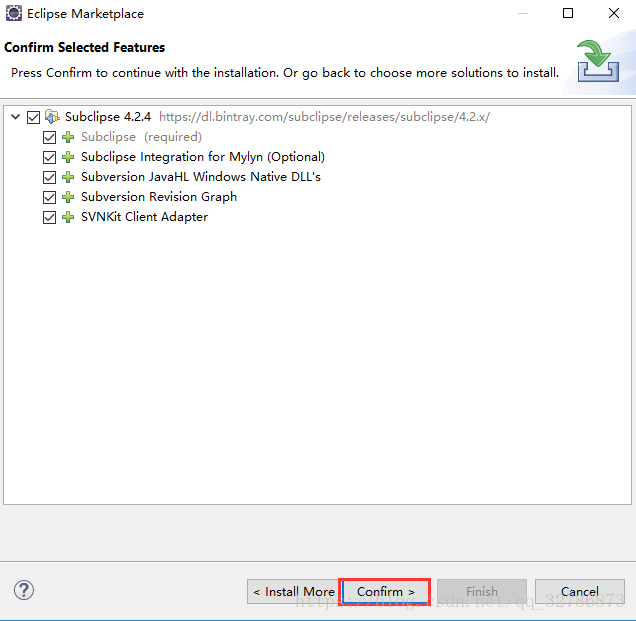 Eclipse Marketplace
Confirm Selected Features
Press Confirm to continue with the installation. Or go back to choose more solutions to install.
Subclipse 4.2.4 https://dl.bintray.com/subclipse/releases/subclipse/4.2.x/
Subclipse (required)
Subclipse Integration for Mylyn (Optional)
Subversion JavaHL Windows Native DLL's
Subversion Revision Graph
SVNKit Client Adapter
?
< Install More Confirm > Finish Cancel
https://blog.csdn.net/qq_32786873